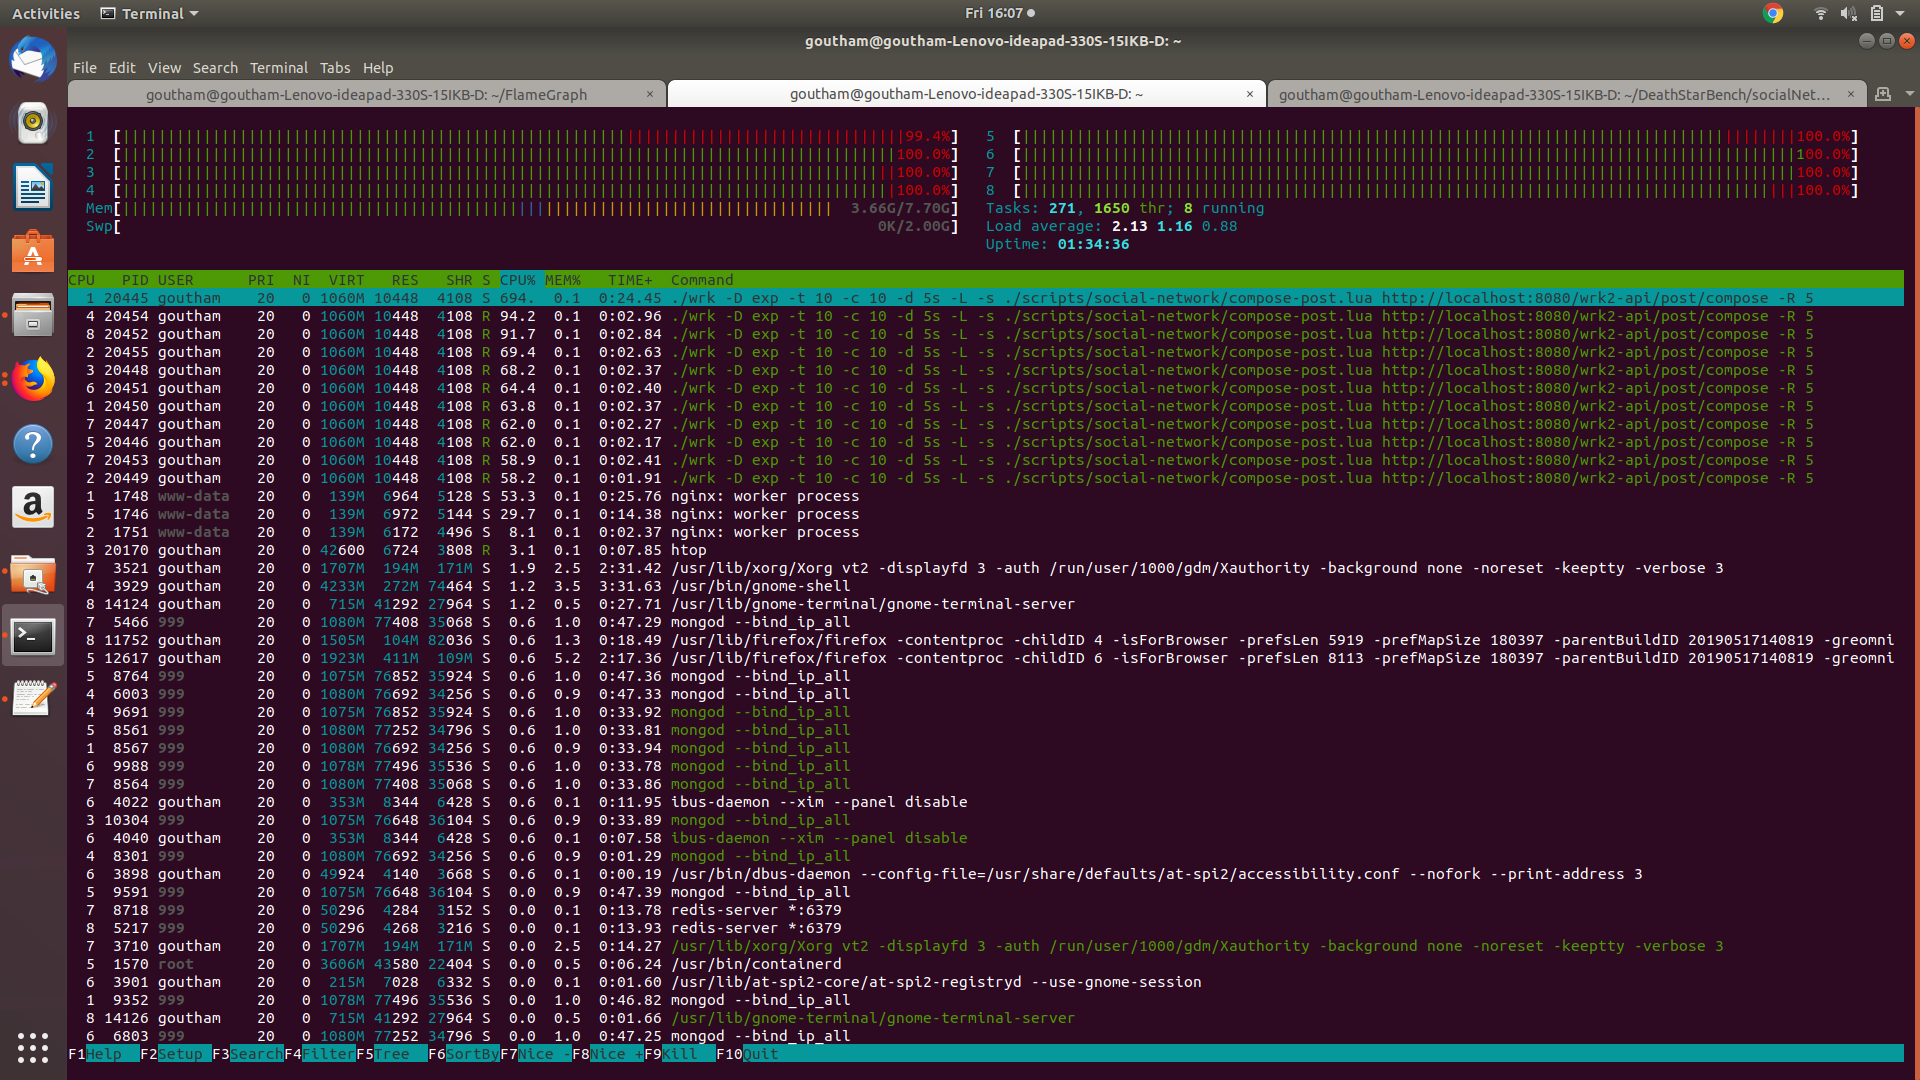 Activities Terminal Fri 16:07
goutham@goutham-Lenovo-ideapad-330S-15IKB-D: ~
File Edit View Search Terminal Tabs Help
goutham@goutham-Lenovo-ideapad-330S-15IKB-D: ~/FlameGraph × goutham@goutham-Lenovo-ideapad-330S-15IKB-D: ~ × goutham@goutham-Lenovo-ideapad-330S-15IKB-D: ~/DeathStarBench/socialNet... ×
1 [99.4%] 5 [100.0%]
2 [100.0%] 6 [100.0%]
3 [100.0%] 7 [100.0%]
4 [100.0%] 8 [100.0%]
Mem[3.66G/7.70G] Tasks: 271, 1650 thr; 8 running
Swp[0K/2.00G] Load average: 2.13 1.16 0.88
Uptime: 01:34:36
CPU PID USER PRI NI VIRT RES SHR S CPU% MEM% TIME+ Command
1 20445 goutham 20 0 1060M 10448 4108 S 694. 0.1 0:24.45 ./wrk -D exp -t 10 -c 10 -d 5s -L -s ./scripts/social-network/compose-post.lua http://localhost:8080/wrk2-api/post/compose -R 5
4 20454 goutham 20 0 1060M 10448 4108 R 94.2 0.1 0:02.96 ./wrk -D exp -t 10 -c 10 -d 5s -L -s ./scripts/social-network/compose-post.lua http://localhost:8080/wrk2-api/post/compose -R 5
8 20452 goutham 20 0 1060M 10448 4108 R 91.7 0.1 0:02.84 ./wrk -D exp -t 10 -c 10 -d 5s -L -s ./scripts/social-network/compose-post.lua http://localhost:8080/wrk2-api/post/compose -R 5
2 20455 goutham 20 0 1060M 10448 4108 R 69.4 0.1 0:02.63 ./wrk -D exp -t 10 -c 10 -d 5s -L -s ./scripts/social-network/compose-post.lua http://localhost:8080/wrk2-api/post/compose -R 5
3 20448 goutham 20 0 1060M 10448 4108 R 68.2 0.1 0:02.37 ./wrk -D exp -t 10 -c 10 -d 5s -L -s ./scripts/social-network/compose-post.lua http://localhost:8080/wrk2-api/post/compose -R 5
6 20451 goutham 20 0 1060M 10448 4108 R 64.4 0.1 0:02.40 ./wrk -D exp -t 10 -c 10 -d 5s -L -s ./scripts/social-network/compose-post.lua http://localhost:8080/wrk2-api/post/compose -R 5
1 20450 goutham 20 0 1060M 10448 4108 R 63.8 0.1 0:02.37 ./wrk -D exp -t 10 -c 10 -d 5s -L -s ./scripts/social-network/compose-post.lua http://localhost:8080/wrk2-api/post/compose -R 5
7 20447 goutham 20 0 1060M 10448 4108 R 62.0 0.1 0:02.27 ./wrk -D exp -t 10 -c 10 -d 5s -L -s ./scripts/social-network/compose-post.lua http://localhost:8080/wrk2-api/post/compose -R 5
5 20446 goutham 20 0 1060M 10448 4108 R 62.0 0.1 0:02.17 ./wrk -D exp -t 10 -c 10 -d 5s -L -s ./scripts/social-network/compose-post.lua http://localhost:8080/wrk2-api/post/compose -R 5
7 20453 goutham 20 0 1060M 10448 4108 R 58.9 0.1 0:02.41 ./wrk -D exp -t 10 -c 10 -d 5s -L -s ./scripts/social-network/compose-post.lua http://localhost:8080/wrk2-api/post/compose -R 5
2 20449 goutham 20 0 1060M 10448 4108 R 58.2 0.1 0:01.91 ./wrk -D exp -t 10 -c 10 -d 5s -L -s ./scripts/social-network/compose-post.lua http://localhost:8080/wrk2-api/post/compose -R 5
1 1748 www-data 20 0 139M 6964 5128 S 53.3 0.1 0:25.76 nginx: worker process
5 1746 www-data 20 0 139M 6972 5144 S 29.7 0.1 0:14.38 nginx: worker process
2 1751 www-data 20 0 139M 6172 4496 S 8.1 0.1 0:02.37 nginx: worker process
3 20170 goutham 20 0 42600 6724 3808 R 3.1 0.1 0:07.85 htop
7 3521 goutham 20 0 1707M 194M 171M S 1.9 2.5 2:31.42 /usr/lib/xorg/Xorg vt2 -displayfd 3 -auth /run/user/1000/gdm/Xauthority -background none -noreset -keeptty -verbose 3
4 3929 goutham 20 0 4233M 272M 74464 S 1.2 3.5 3:31.63 /usr/bin/gnome-shell
8 14124 goutham 20 0 715M 41292 27964 S 1.2 0.5 0:27.71 /usr/lib/gnome-terminal/gnome-terminal-server
7 5466 999 20 0 1080M 77408 35068 S 0.6 1.0 0:47.29 mongod --bind_ip_all
8 11752 goutham 20 0 1505M 104M 82036 S 0.6 1.3 0:18.49 /usr/lib/firefox/firefox -contentproc -childID 4 -isForBrowser -prefsLen 5919 -prefMapSize 180397 -parentBuildID 20190517140819 -greomni
5 12617 goutham 20 0 1923M 411M 109M S 0.6 5.2 2:17.36 /usr/lib/firefox/firefox -contentproc -childID 6 -isForBrowser -prefsLen 8113 -prefMapSize 180397 -parentBuildID 20190517140819 -greomni
5 8764 999 20 0 1075M 76852 35924 S 0.6 1.0 0:47.36 mongod --bind_ip_all
4 6003 999 20 0 1080M 76692 34256 S 0.6 0.9 0:47.33 mongod --bind_ip_all
4 9691 999 20 0 1075M 76852 35924 S 0.6 1.0 0:33.92 mongod --bind_ip_all
5 8561 999 20 0 1080M 77252 34796 S 0.6 1.0 0:33.81 mongod --bind_ip_all
1 8567 999 20 0 1080M 76692 34256 S 0.6 0.9 0:33.94 mongod --bind_ip_all
6 9988 999 20 0 1078M 77496 35536 S 0.6 1.0 0:33.78 mongod --bind_ip_all
7 8564 999 20 0 1080M 77408 35068 S 0.6 1.0 0:33.86 mongod --bind_ip_all
6 4022 goutham 20 0 353M 8344 6428 S 0.6 0.1 0:11.95 ibus-daemon --xim --panel disable
3 10304 999 20 0 1075M 76648 36104 S 0.6 0.9 0:33.89 mongod --bind_ip_all
6 4040 goutham 20 0 353M 8344 6428 S 0.6 0.1 0:07.58 ibus-daemon --xim --panel disable
4 8301 999 20 0 1080M 76692 34256 S 0.6 0.9 0:01.29 mongod --bind_ip_all
6 3898 goutham 20 0 49924 4140 3668 S 0.6 0.1 0:00.19 /usr/bin/dbus-daemon --config-file=/usr/share/defaults/at-spi2/accessibility.conf --nofork --print-address 3
5 9591 999 20 0 1075M 76648 36104 S 0.0 0.9 0:47.39 mongod --bind_ip_all
7 8718 999 20 0 50296 4284 3152 S 0.0 0.1 0:13.78 redis-server *:6379
8 5217 999 20 0 50296 4268 3216 S 0.0 0.1 0:13.93 redis-server *:6379
7 3710 goutham 20 0 1707M 194M 171M S 0.0 2.5 0:14.27 /usr/lib/xorg/Xorg vt2 -displayfd 3 -auth /run/user/1000/gdm/Xauthority -background none -noreset -keeptty -verbose 3
5 1570 root 20 0 3606M 43580 22404 S 0.0 0.5 0:06.24 /usr/bin/containerd
6 3901 goutham 20 0 215M 7028 6332 S 0.0 0.1 0:01.60 /usr/lib/at-spi2-core/at-spi2-registryd --use-gnome-session
1 9352 999 20 0 1078M 77496 35536 S 0.0 1.0 0:46.82 mongod --bind_ip_all
8 14126 goutham 20 0 715M 41292 27964 S 0.0 0.5 0:01.66 /usr/lib/gnome-terminal/gnome-terminal-server
6 6803 999 20 0 1080M 77252 34796 S 0.0 1.0 0:47.25 mongod --bind_ip_all
F1Help F2Setup F3SearchF4FilterF5Tree F6SortByF7Nice -F8Nice +F9Kill F10Quit